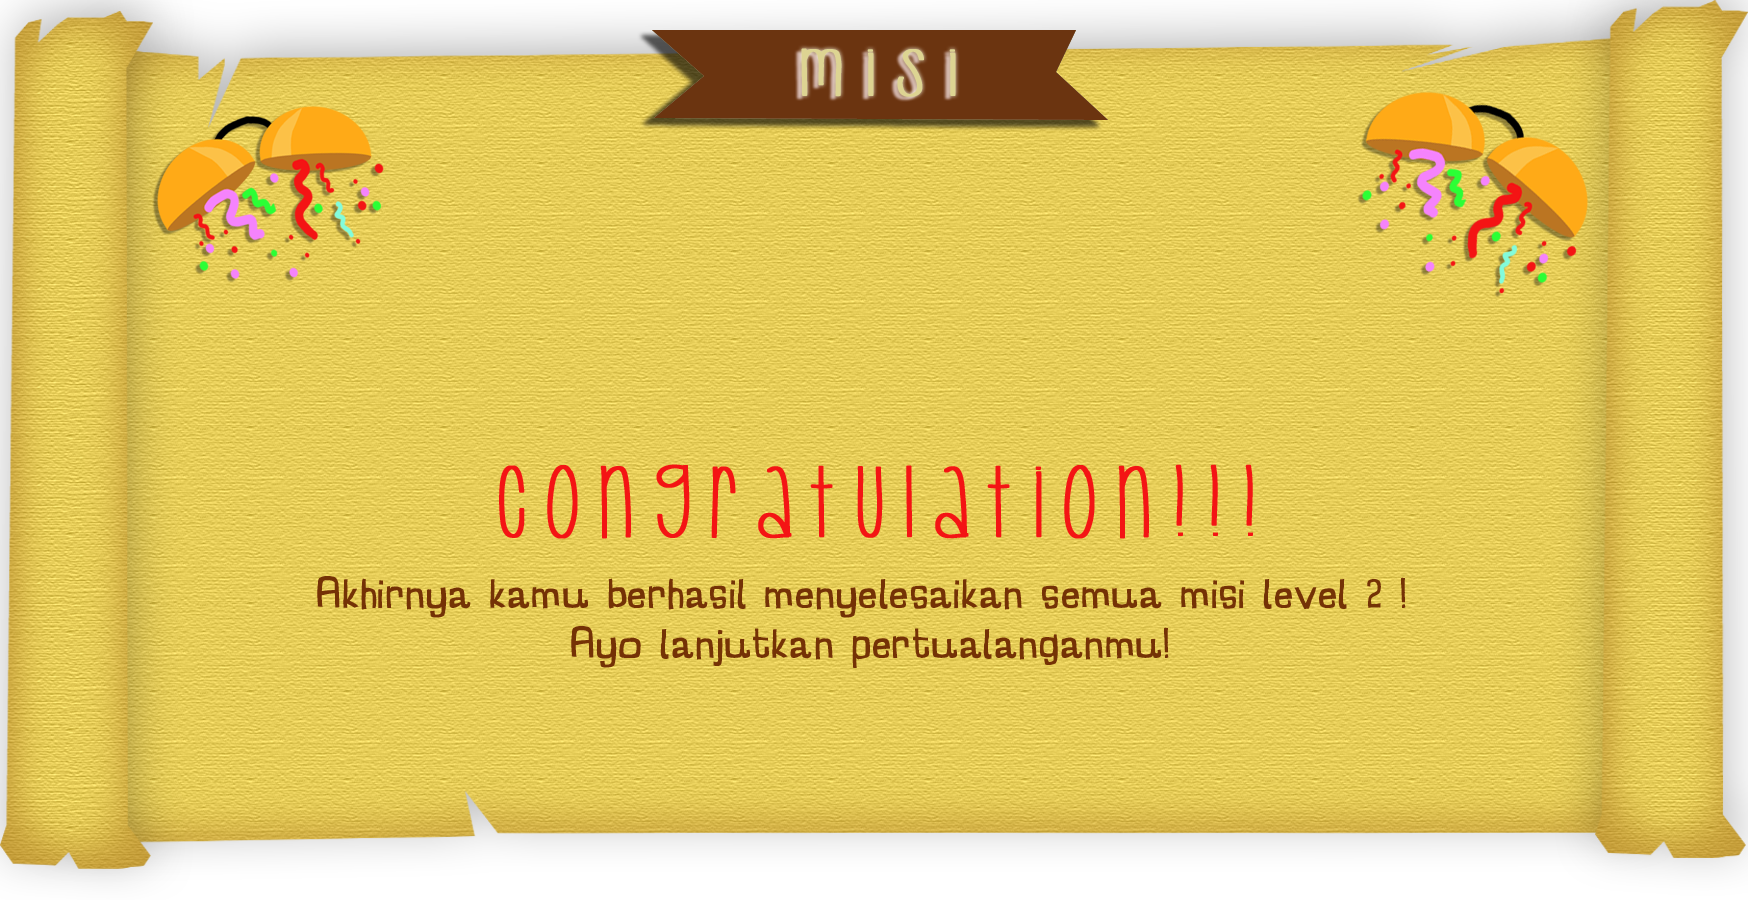 MISI
congratulation!!!
Akhirnya kamu berhasil menyelesaikan semua misi level 2 !
Ayo lanjutkan pertualanganmu!